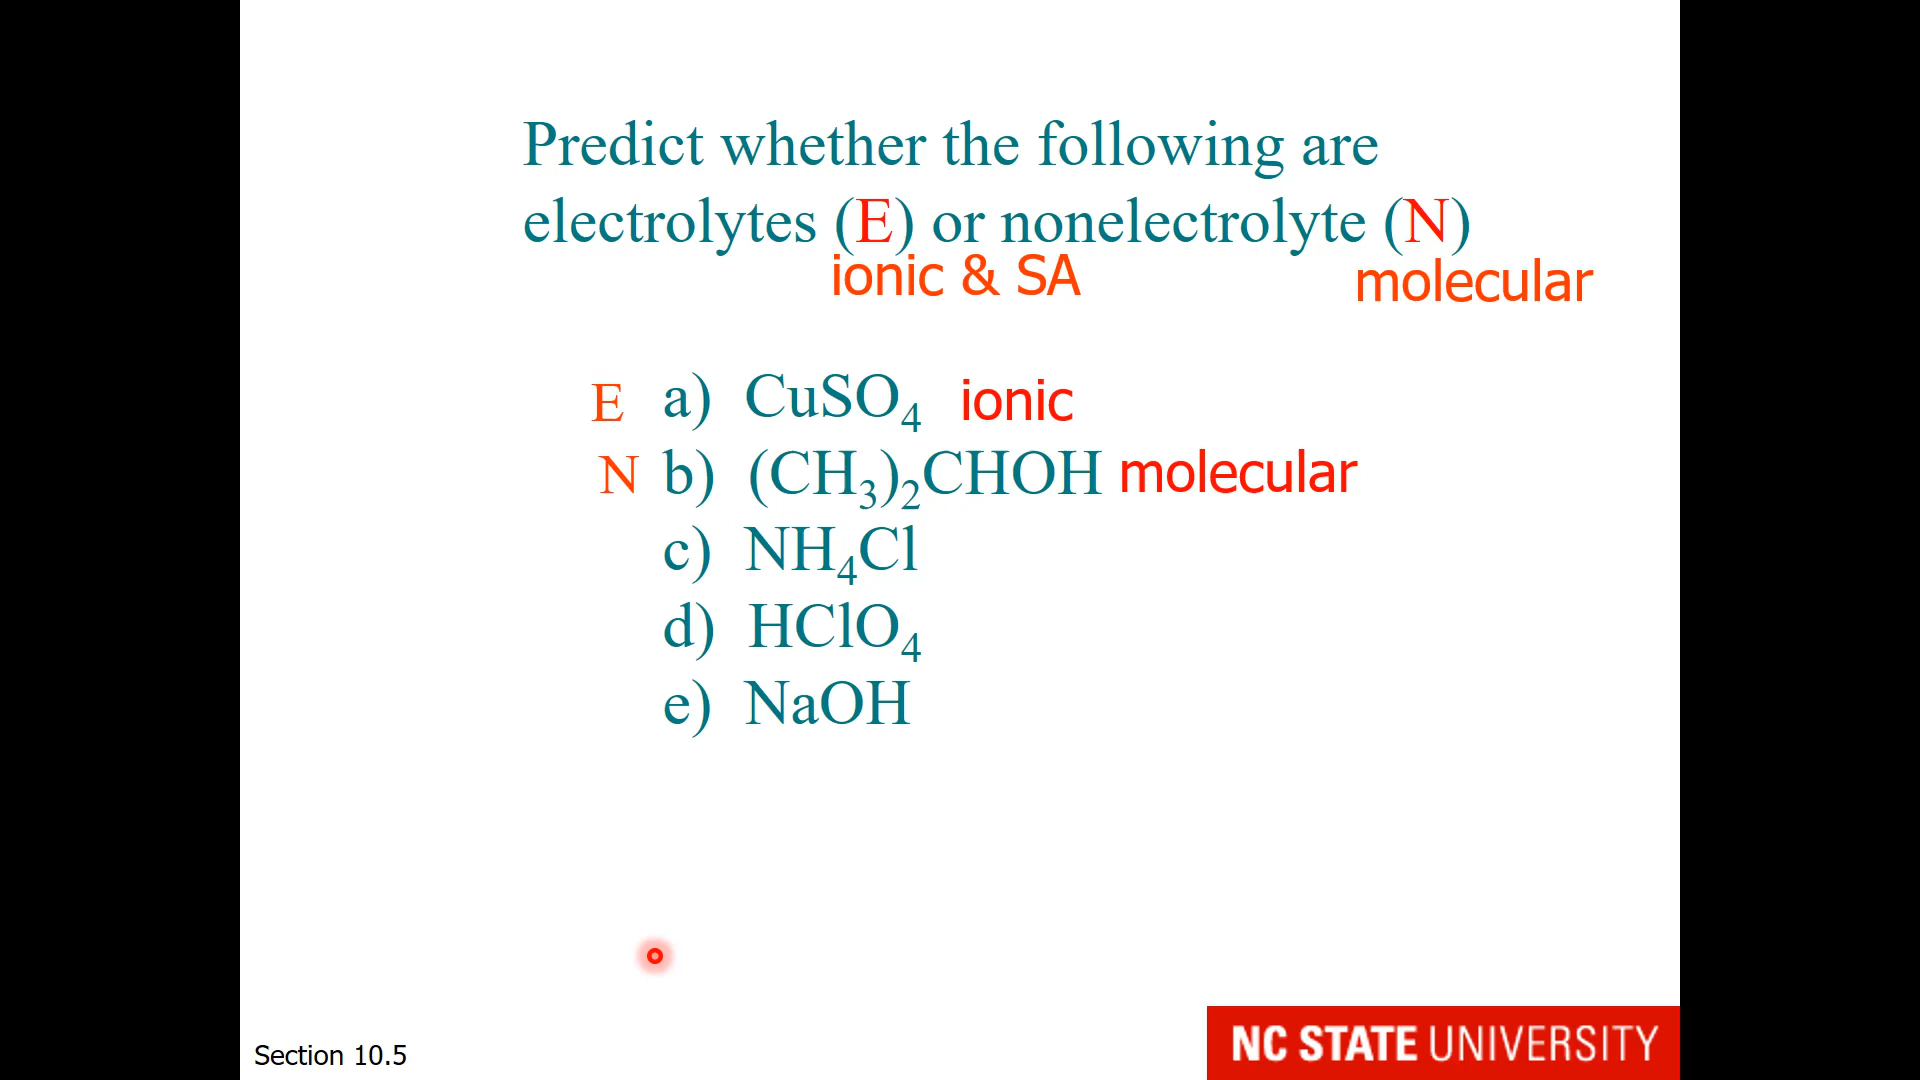 Predict whether the following are
electrolytes (E) or nonelectrolyte (N)
ionic & SA molecular
E a) CuSO₄ ionic
N b) (CH₃)₂CHOH molecular
c) NH₄Cl
d) HClO₄
e) NaOH
Section 10.5
NC STATE UNIVERSITY